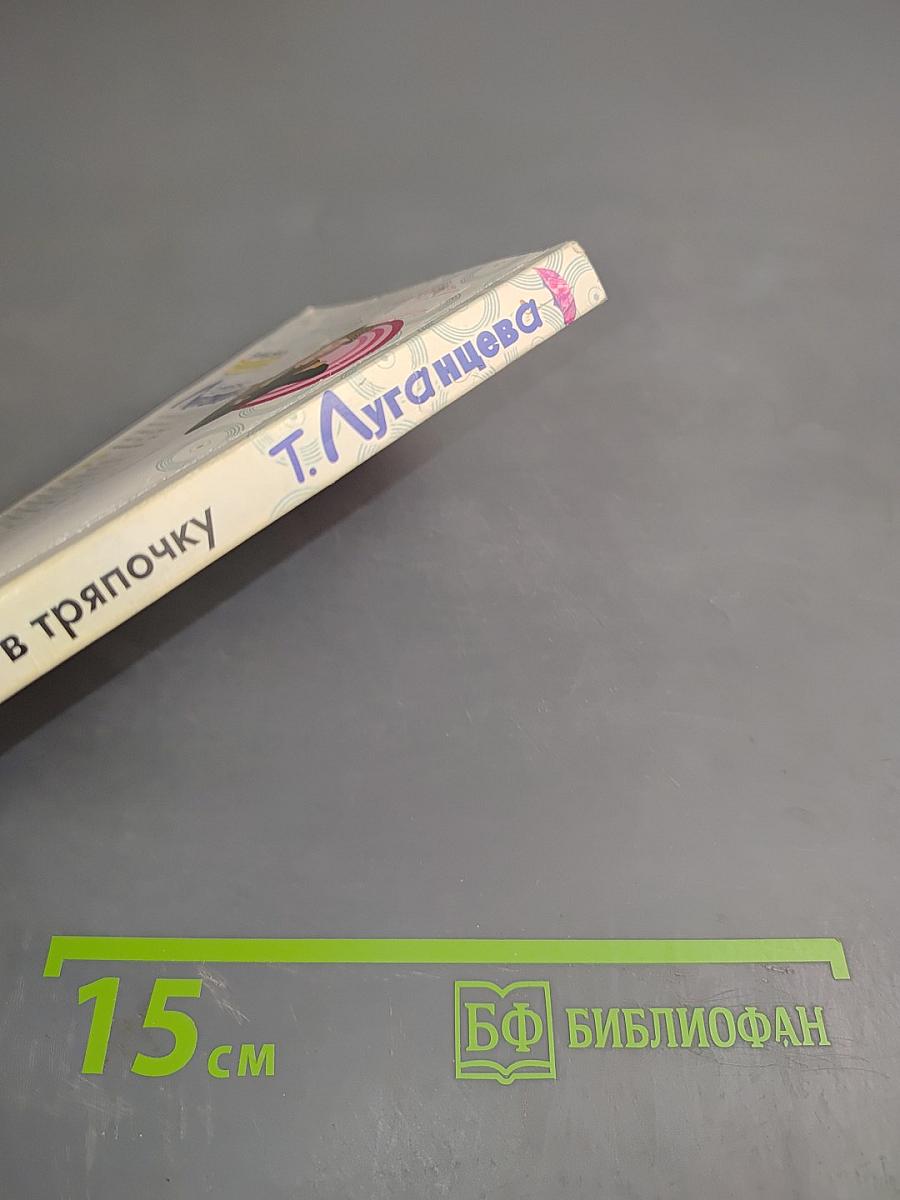 Т. Луганцева
в тряпочку
15 см
БФ БИБЛИОФАН